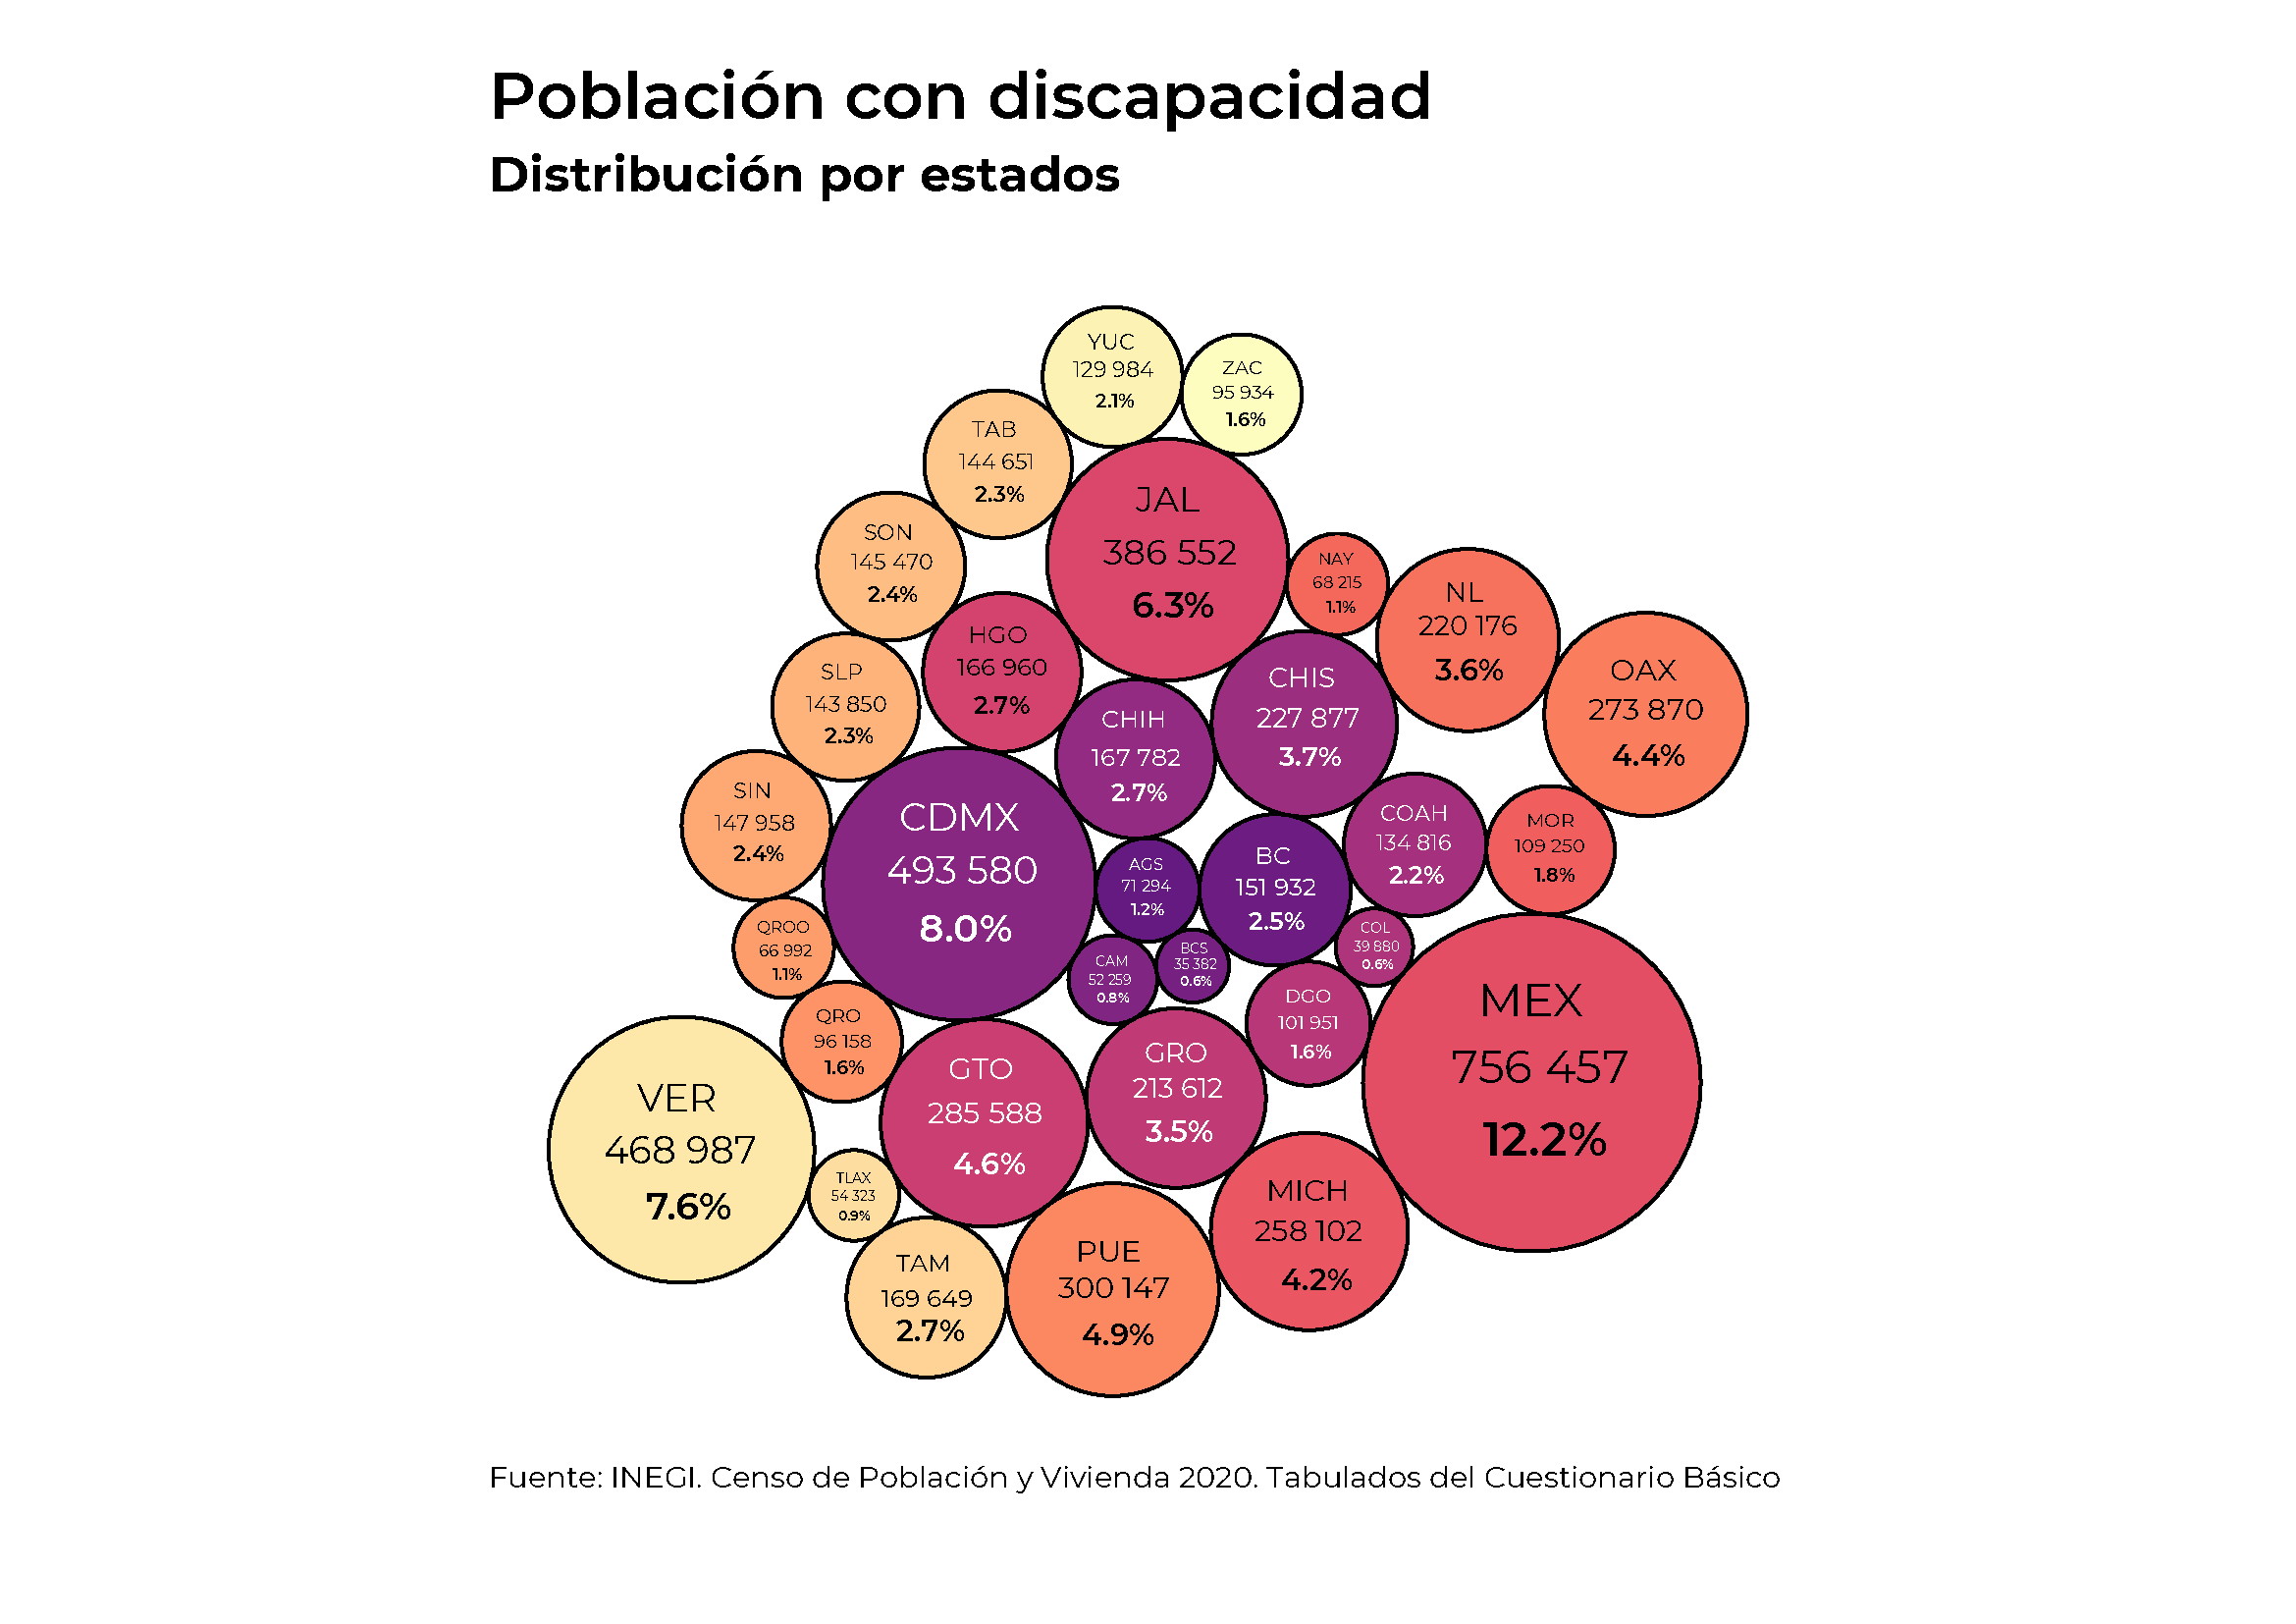 Población con discapacidad
Distribución por estados
YUC
129 984
2.1%
ZAC
95 934
1.6%
TAB
144 651
2.3%
JAL
386 552
6.3%
SON
145 470
2.4%
NAY
68 215
1.1%
NL
220 176
3.6%
HGO
166 960
2.7%
OAX
273 870
4.4%
SLP
143 850
2.3%
CHIS
227 877
3.7%
CHIH
167 782
2.7%
SIN
147 958
2.4%
CDMX
493 580
8.0%
COAH
134 816
2.2%
MOR
109 250
1.8%
AGS
71 294
1.2%
BC
151 932
2.5%
QROO
66 992
1.1%
COL
39 880
0.6%
CAM
52 259
0.8%
BCS
35 382
0.6%
DGO
101 951
1.6%
MEX
756 457
12.2%
QRO
96 158
1.6%
GTO
285 588
4.6%
GRO
213 612
3.5%
VER
468 987
7.6%
TLAX
54 323
0.9%
MICH
258 102
4.2%
TAM
169 649
2.7%
PUE
300 147
4.9%
Fuente: INEGI. Censo de Población y Vivienda 2020. Tabulados del Cuestionario Básico